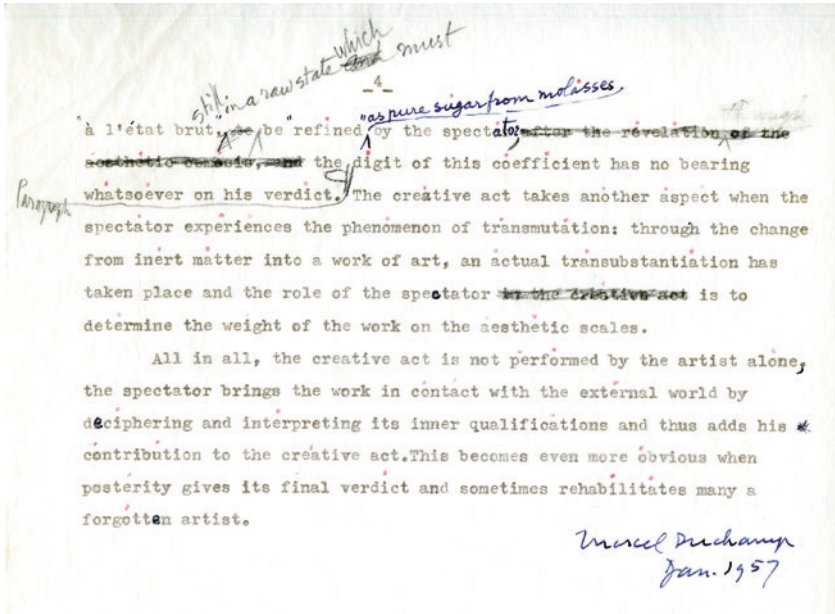 still in a raw state which and must
_4_
"as pure sugar from molasses
through
"à l'état brut", to be "refined by the spectator, after the révelation of the
aesthetic osmosis, and the digit of this coefficient has no bearing
whatsoever on his verdict. The creative act takes another aspect when the
Paragraph
spectator experiences the phenomenon of transmutation: through the change
from inert matter into a work of art, an actual transubstantiation has
taken place and the role of the spectator in the creative act is to
determine the weight of the work on the aesthetic scales.
All in all, the creative act is not performed by the artist alone,
the spectator brings the work in contact with the external world by
deciphering and interpreting its inner qualifications and thus adds his
contribution to the creative act.This becomes even more obvious when
posterity gives its final verdict and sometimes rehabilitates many a
forgotten artist.
Marcel Duchamp
Jan. 1957